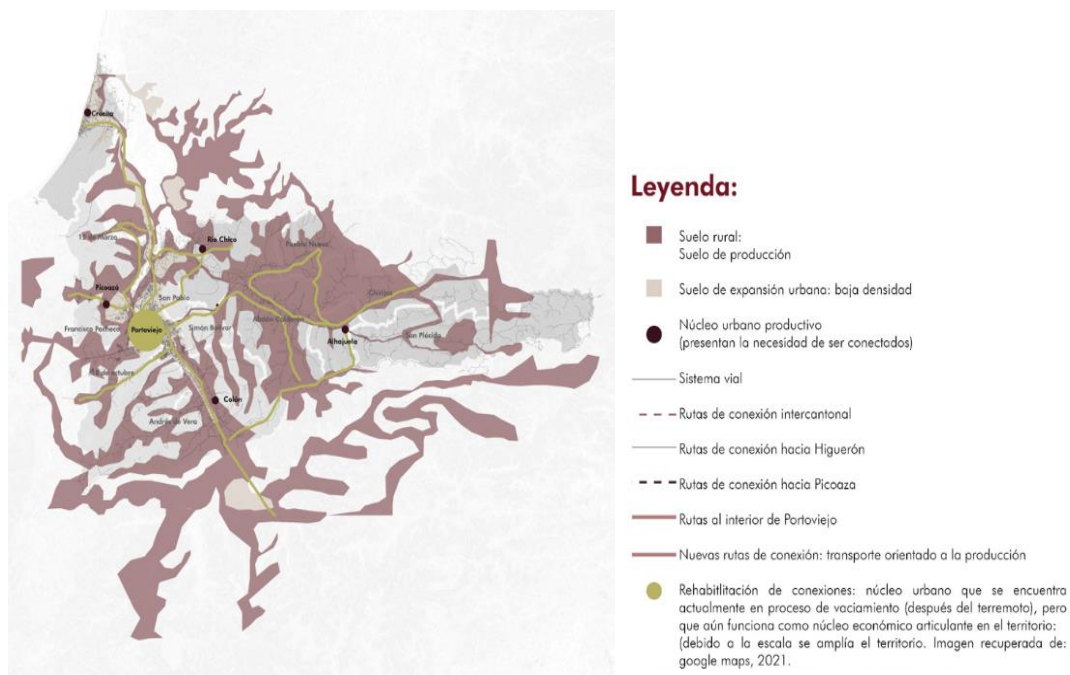 Crucita
12 de Marzo
Río Chico
Pueblo Nuevo
Picoazá
San Pablo
Chirijos
Francisco Pacheco
Portoviejo
Simón Bolívar
Abdón Calderón
Alhajuela
San Plácido
18 de octubre
Colón
Andrés de Vera
Leyenda:
Suelo rural:
Suelo de producción
Suelo de expansión urbana: baja densidad
Núcleo urbano productivo
(presentan la necesidad de ser conectados)
Sistema vial
Rutas de conexión intercantonal
Rutas de conexión hacia Higuerón
Rutas de conexión hacia Picoaza
Rutas al interior de Portoviejo
Nuevas rutas de conexión: transporte orientado a la producción
Rehabitlitación de conexiones: núcleo urbano que se encuentra
actualmente en proceso de vaciamiento (después del terremoto), pero
que aún funciona como núcleo económico articulante en el territorio:
(debido a la escala se amplía el territorio. Imagen recuperada de:
google maps, 2021.